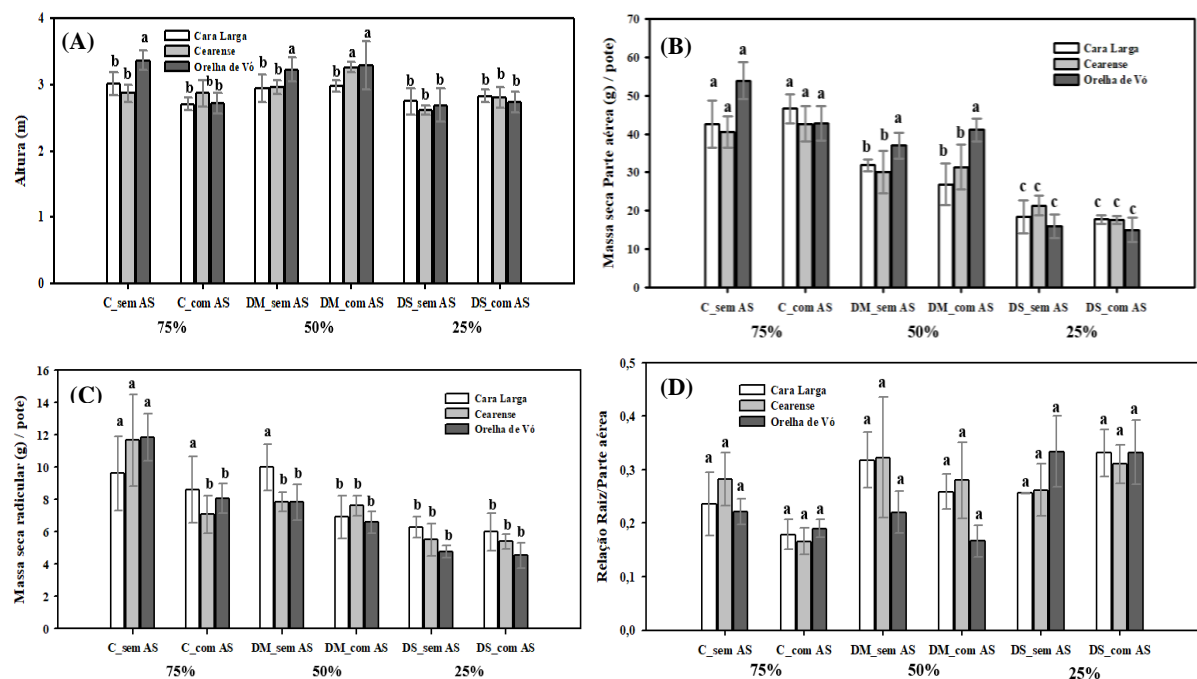 (A)
Cara Larga
Cearense
Orelha de Vó
Altura (m)
4
3
2
1
0
b b a b b b b b a b a a b b b b b b
C_sem AS C_com AS DM_sem AS DM_com AS DS_sem AS DS_com AS
75% 50% 25%
(B)
Cara Larga
Cearense
Orelha de Vó
Massa seca Parte aérea (g) / pote
70
60
50
40
30
20
10
0
a a a a a a b b a b b a c c c c c c
C_sem AS C_com AS DM_sem AS DM_com AS DS_sem AS DS_com AS
75% 50% 25%
(C)
Cara Larga
Cearense
Orelha de Vó
Massa seca radicular (g) / pote)
16
14
12
10
8
6
4
2
0
a a a a b b a b b b b b b b b b b b
C_sem AS C_com AS DM_sem AS DM_com AS DS_sem AS DS_com AS
75% 50% 25%
(D)
Cara Larga
Cearense
Orelha de Vó
Relação Raiz/Parte aérea
0,5
0,4
0,3
0,2
0,1
0,0
a a a a a a a a a a a a a a a a a a
C_sem AS C_com AS DM_sem AS DM_com AS DS_sem AS DS_com AS
75% 50% 25%